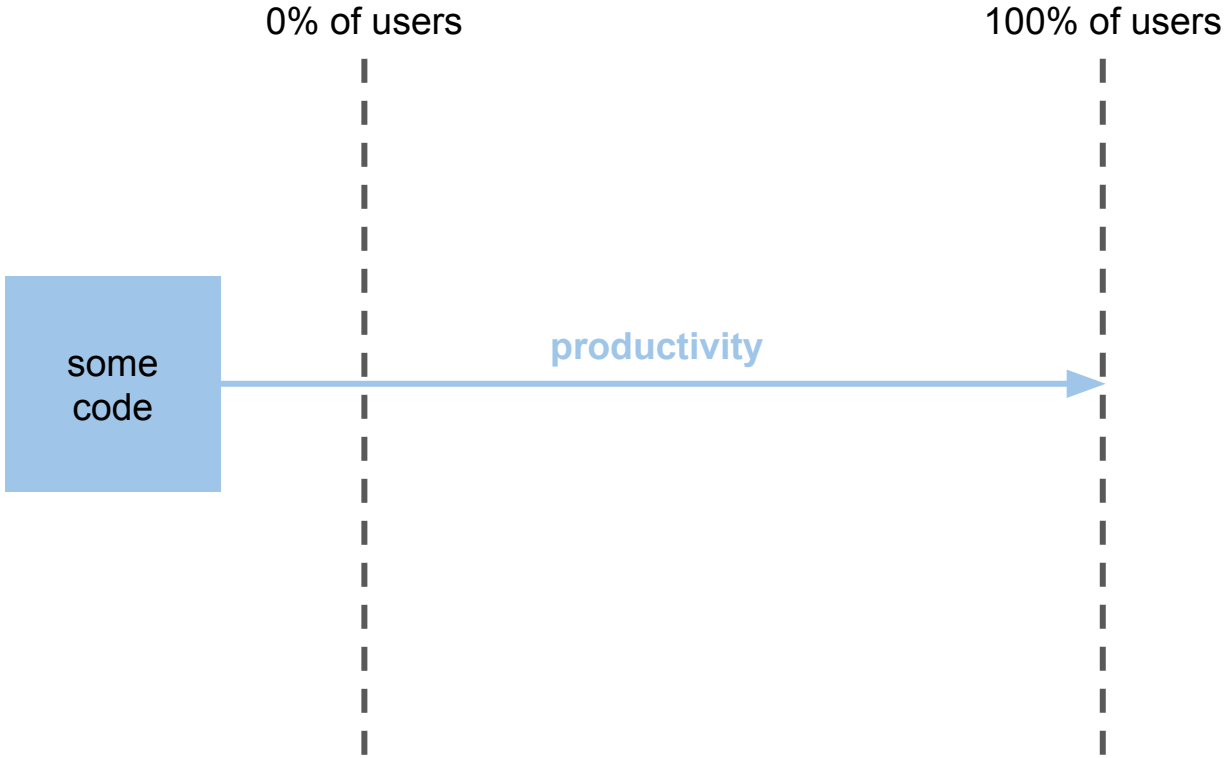 0% of users
100% of users
productivity
some
code